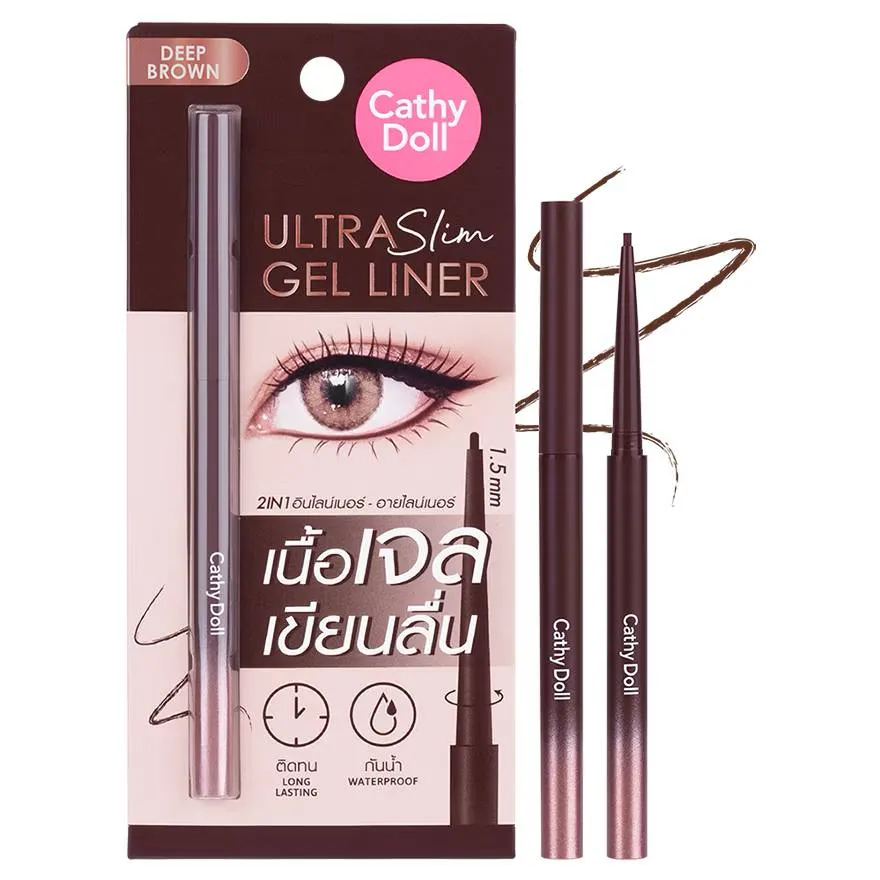 DEEP
BROWN
Cathy
Doll
ULTRA Slim
GEL LINER
1.5 mm
2IN1 อินไลน์เนอร์ - อายไลน์เนอร์
เนื้อเจล
เขียนลื่น
ติดทน
LONG
LASTING
กันน้ำ
WATERPROOF
Cathy Doll
Cathy Doll
Cathy Doll